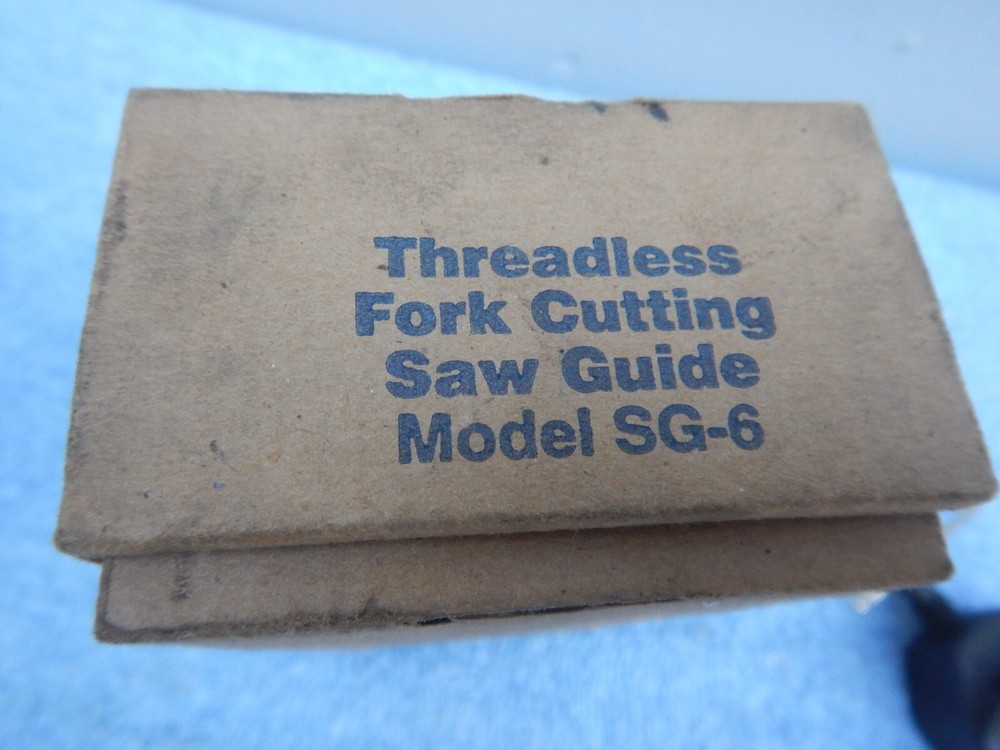 Threadless
Fork Cutting
Saw Guide
Model SG-6